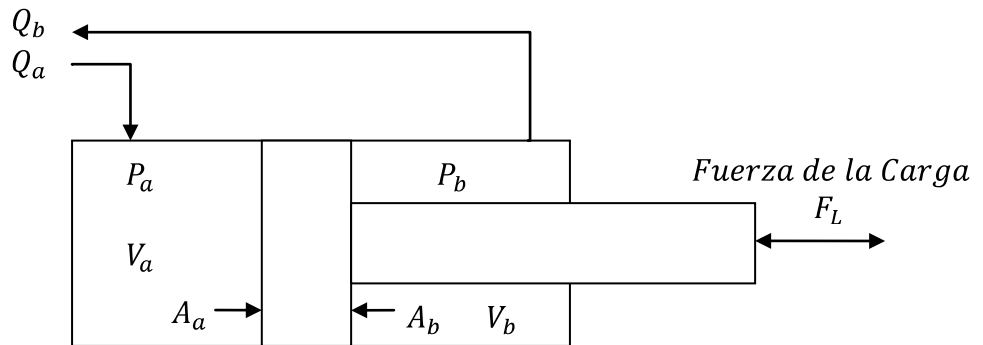 Q_b
Q_a
P_a
P_b
Fuerza de la Carga
F_L
V_a
A_a
A_b
V_b